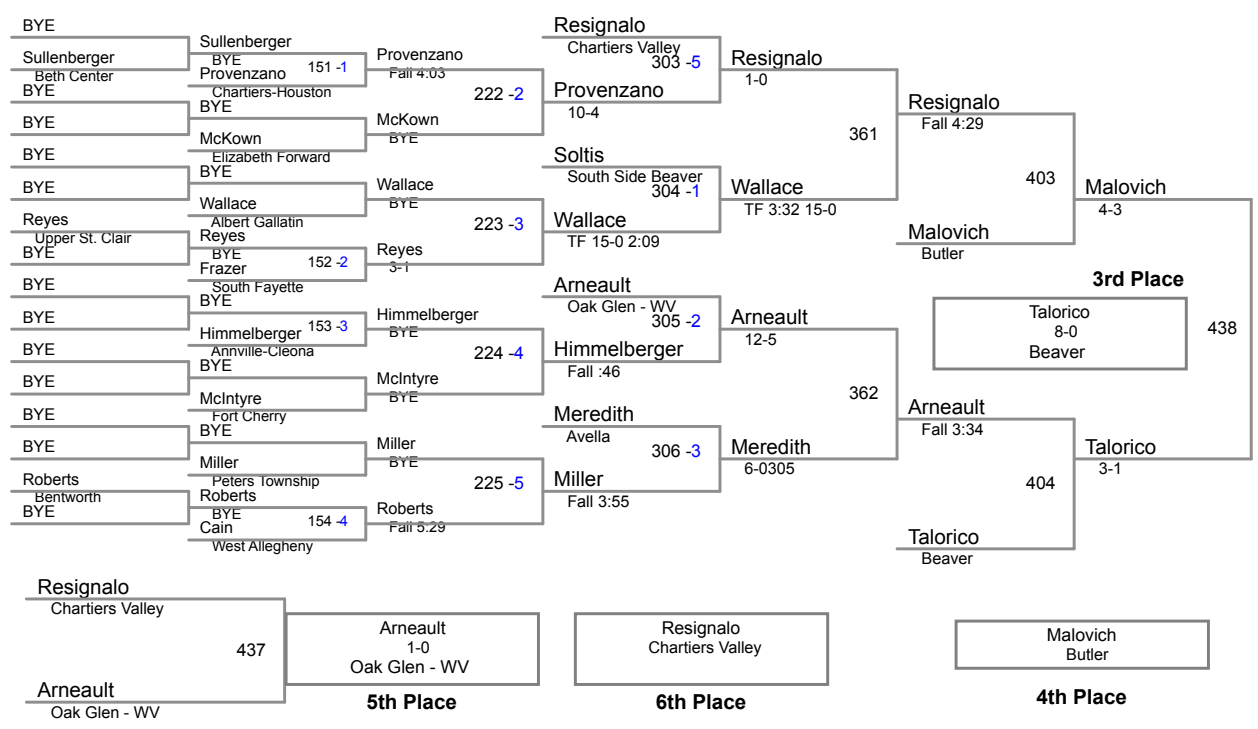 BYE
Sullenberger
Beth Center
BYE
BYE
BYE
BYE
Reyes
Upper St. Clair
BYE
BYE
BYE
BYE
BYE
BYE
BYE
Roberts
Bentworth
BYE
Sullenberger
BYE
151 -1
Provenzano
Chartiers-Houston
BYE
McKown
Elizabeth Forward
BYE
Wallace
Albert Gallatin
Reyes
BYE
152 -2
Frazer
South Fayette
BYE
153 -3
Himmelberger
Annville-Cleona
BYE
McIntyre
Fort Cherry
BYE
Miller
Peters Township
Roberts
BYE
154 -4
Cain
West Allegheny
Provenzano
Fall 4:03
222 -2
McKown
BYE
Wallace
BYE
223 -3
Reyes
3-1
Himmelberger
BYE
224 -4
McIntyre
BYE
Miller
BYE
225 -5
Roberts
Fall 5:29
Resignalo
Chartiers Valley
303 -5
Provenzano
10-4
Soltis
South Side Beaver
304 -1
Wallace
TF 15-0 2:09
Arneault
Oak Glen - WV
305 -2
Himmelberger
Fall :46
Meredith
Avella
306 -3
Miller
Fall 3:55
Resignalo
1-0
361
Wallace
TF 3:32 15-0
Arneault
12-5
362
Meredith
6-0305
Resignalo
Fall 4:29
403
Malovich
Butler
Arneault
Fall 3:34
404
Talorico
Beaver
Malovich
4-3
3rd Place
Talorico
8-0
Beaver
438
Talorico
3-1
Resignalo
Chartiers Valley
437
Arneault
Oak Glen - WV
Arneault
1-0
Oak Glen - WV
5th Place
Resignalo
Chartiers Valley
6th Place
Malovich
Butler
4th Place